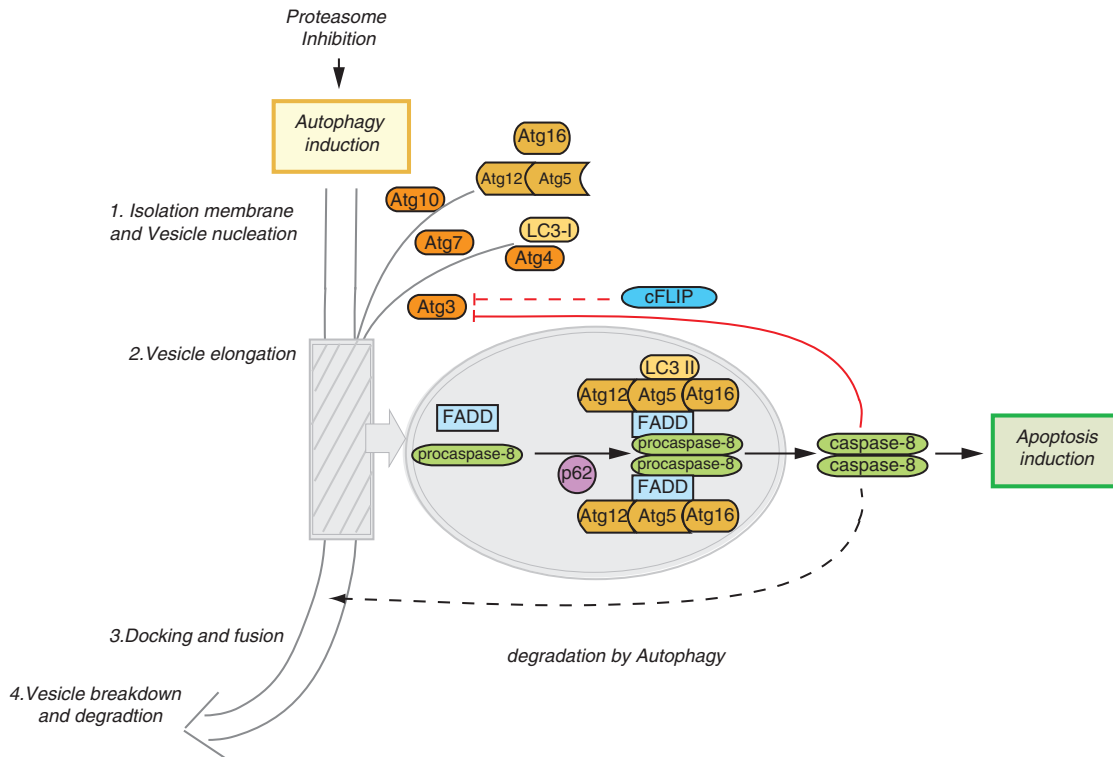 Proteasome
Inhibition
Autophagy
induction
Atg16
Atg12
Atg5
Atg10
1. Isolation membrane
and Vesicle nucleation
LC3-I
Atg7
Atg4
cFLIP
Atg3
2.Vesicle elongation
LC3 II
Atg12
Atg5
Atg16
FADD
FADD
procaspase-8
procaspase-8
p62
procaspase-8
FADD
Atg12
Atg5
Atg16
caspase-8
caspase-8
Apoptosis
induction
3.Docking and fusion
degradation by Autophagy
4.Vesicle breakdown
and degradtion